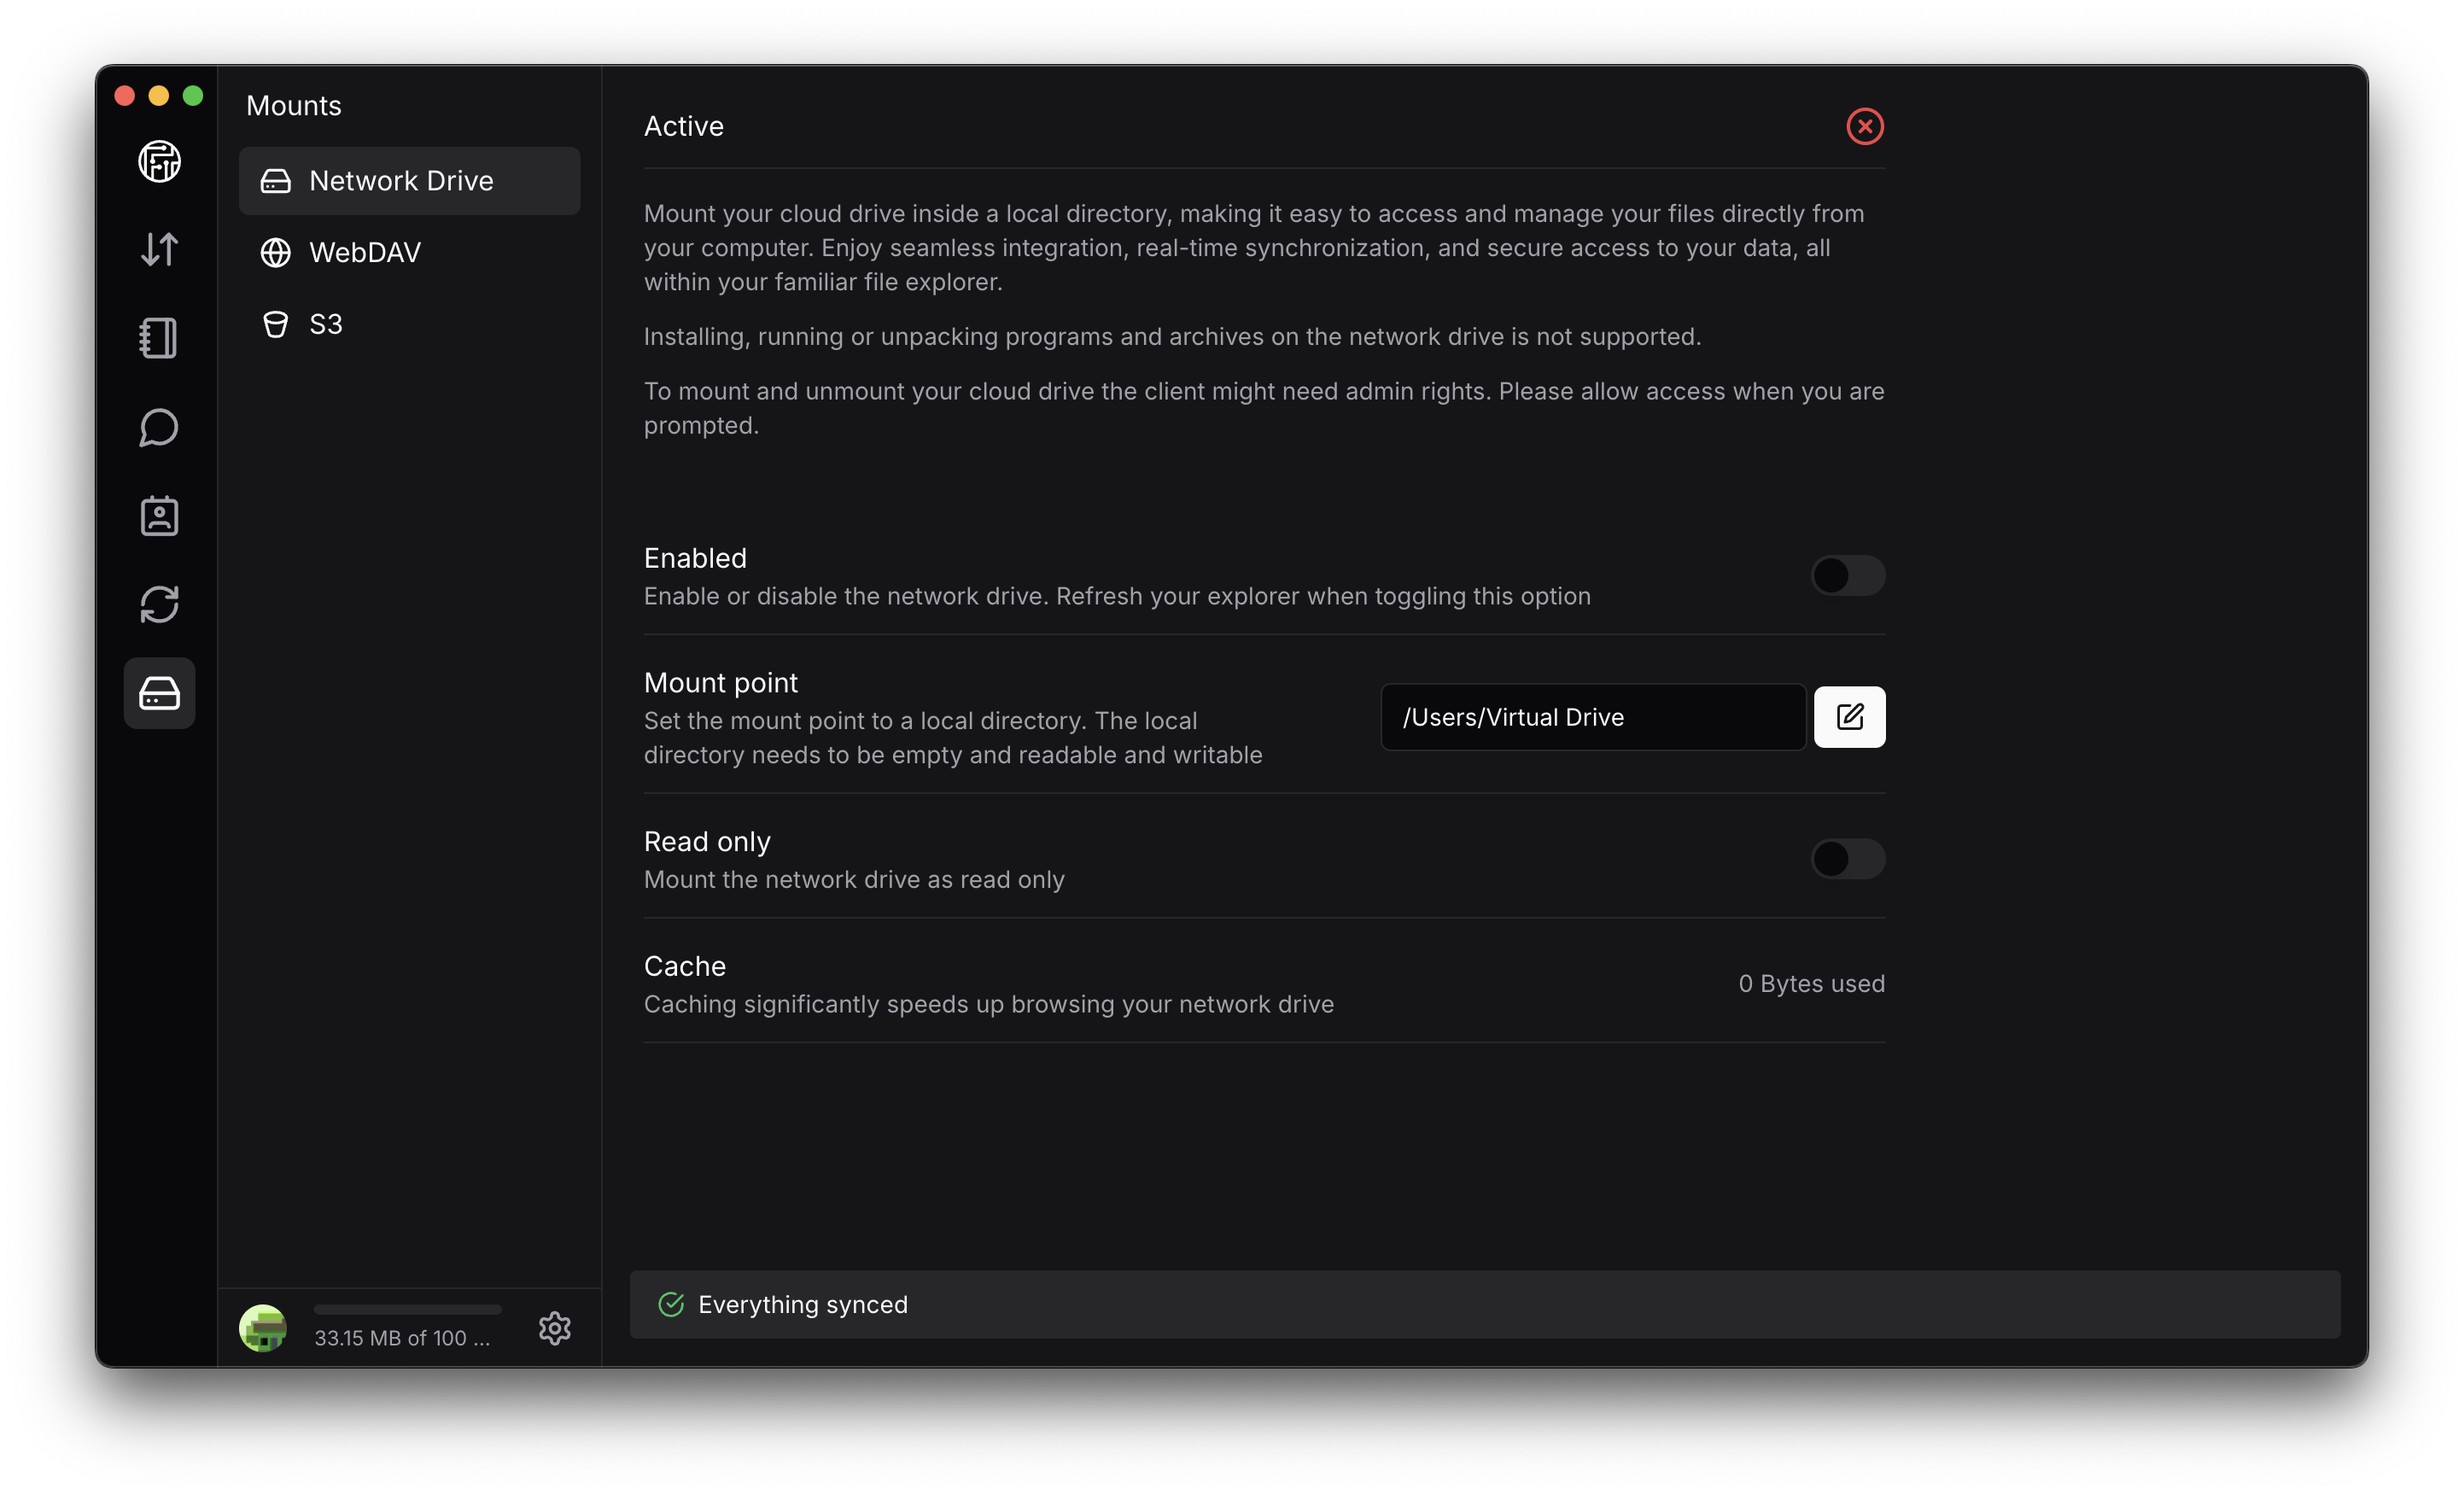 Mounts
Network Drive
WebDAV
S3
33.15 MB of 100 ...
Active
Mount your cloud drive inside a local directory, making it easy to access and manage your files directly from
your computer. Enjoy seamless integration, real-time synchronization, and secure access to your data, all
within your familiar file explorer.
Installing, running or unpacking programs and archives on the network drive is not supported.
To mount and unmount your cloud drive the client might need admin rights. Please allow access when you are
prompted.
Enabled
Enable or disable the network drive. Refresh your explorer when toggling this option
Mount point
Set the mount point to a local directory. The local
directory needs to be empty and readable and writable
/Users/Virtual Drive
Read only
Mount the network drive as read only
Cache
Caching significantly speeds up browsing your network drive
0 Bytes used
Everything synced